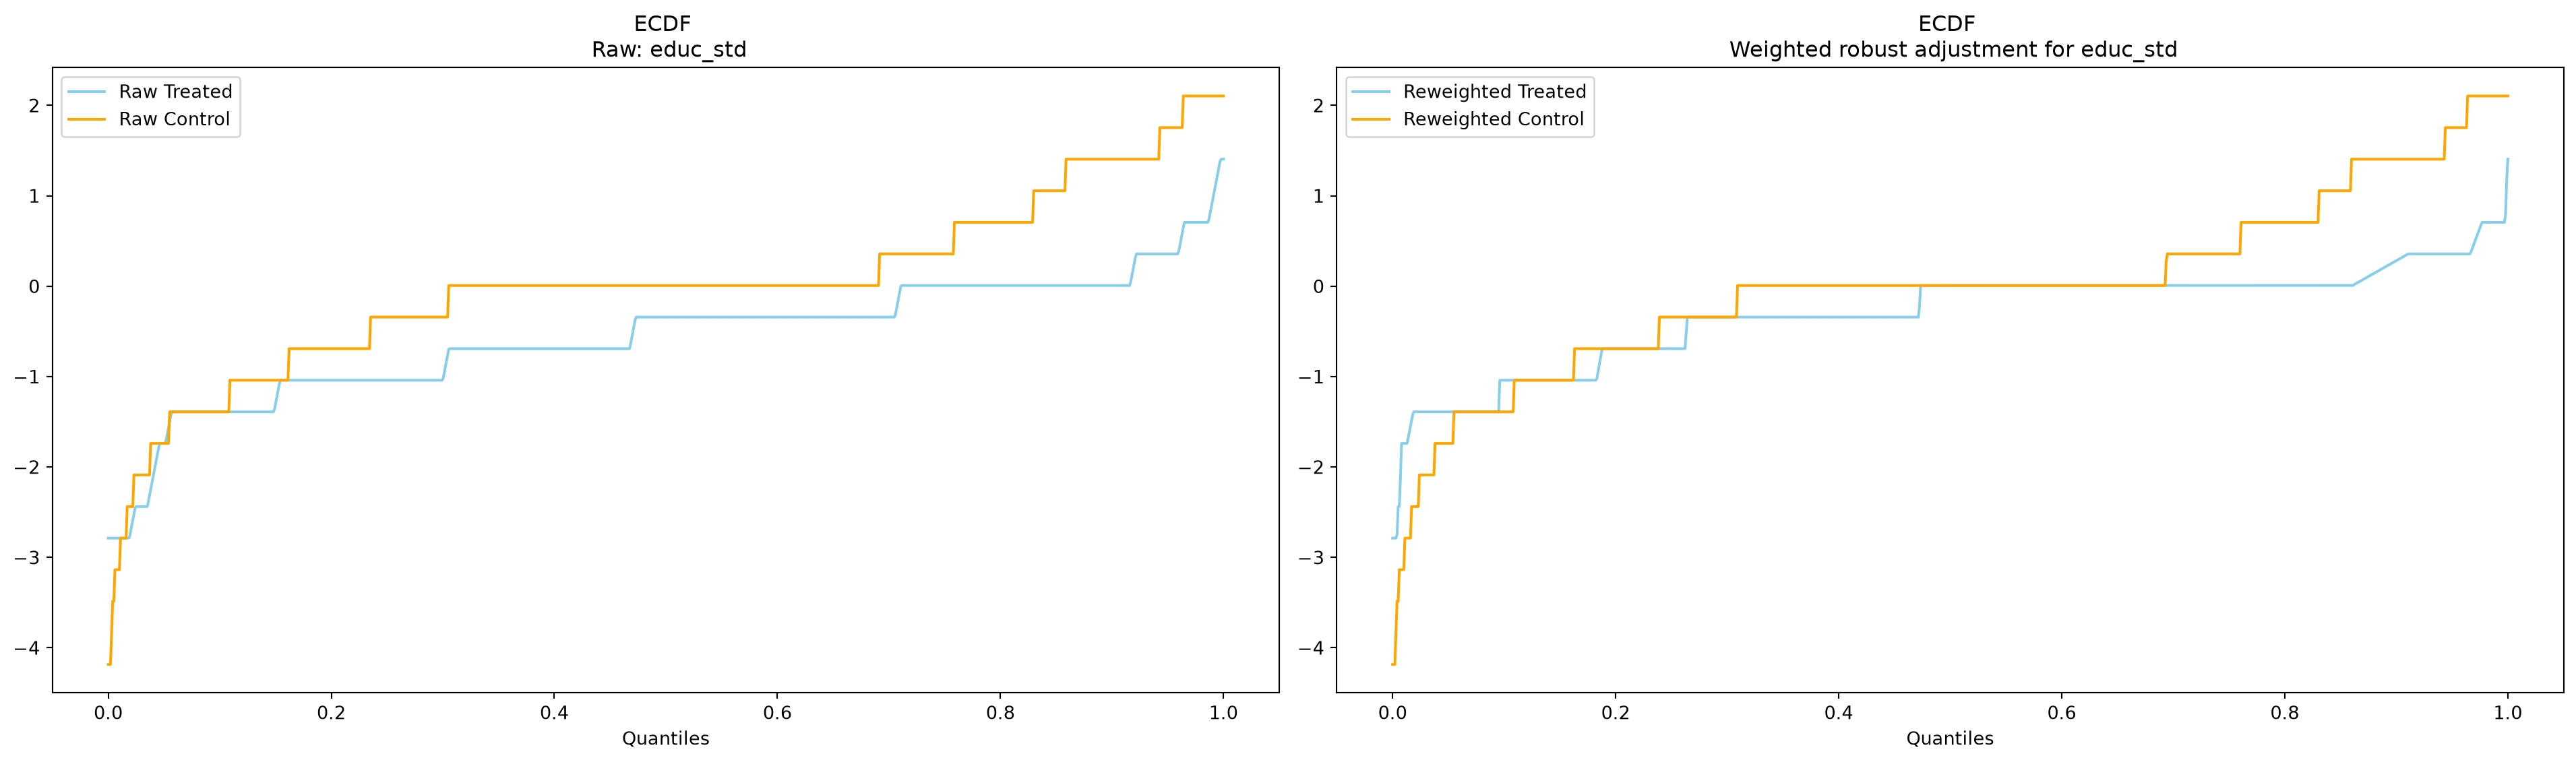 ECDF
Raw: educ_std
Raw Treated
Raw Control
2
1
0
−1
−2
−3
−4
0.0 0.2 0.4 0.6 0.8 1.0
Quantiles
ECDF
Weighted robust adjustment for educ_std
Reweighted Treated
Reweighted Control
2
1
0
−1
−2
−3
−4
0.0 0.2 0.4 0.6 0.8 1.0
Quantiles